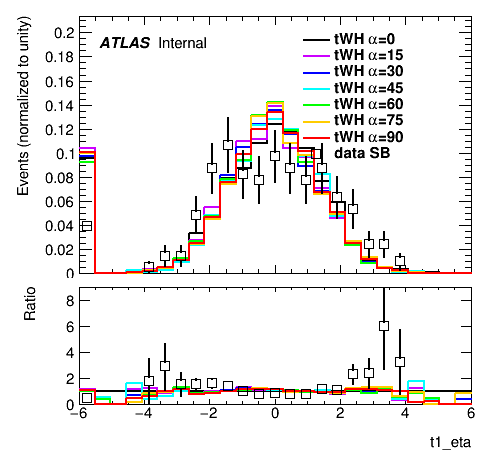 ATLAS Internal
tWH α=0
tWH α=15
tWH α=30
tWH α=45
tWH α=60
tWH α=75
tWH α=90
data SB
Events (normalized to unity)
0.2
0.18
0.16
0.14
0.12
0.1
0.08
0.06
0.04
0.02
0
Ratio
8
6
4
2
0
−6 −4 −2 0 2 4 6
t1_eta